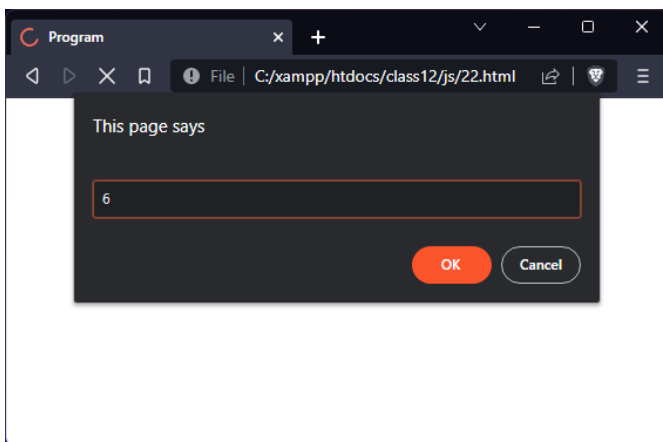 Program
File C:/xampp/htdocs/class12/js/22.html
This page says
6
OK Cancel